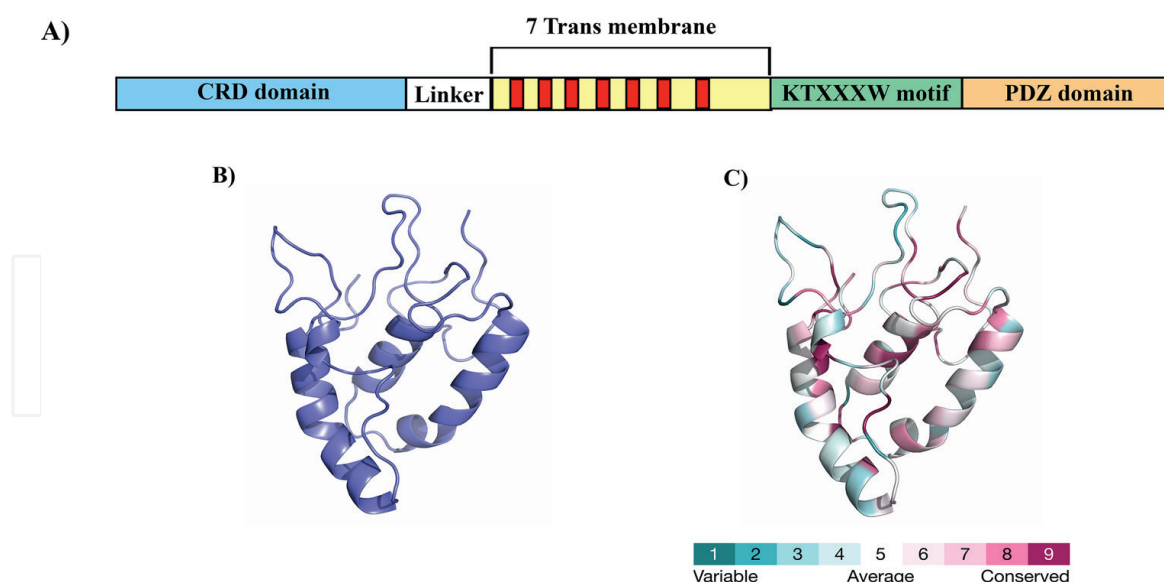 A)
7 Trans membrane
CRD domain Linker KTXXXW motif PDZ domain
B)
C)
1 2 3 4 5 6 7 8 9
Variable Average Conserved